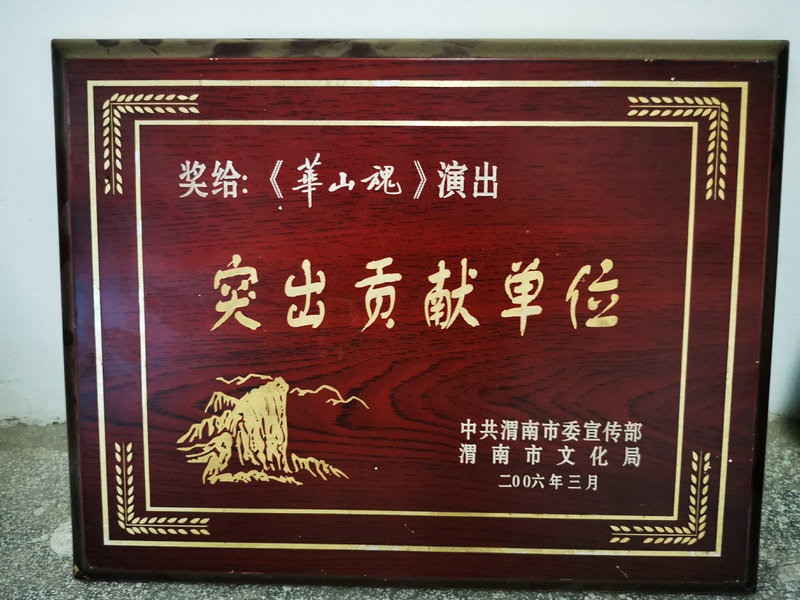 奖给:《華山魂》演出
突出贡献单位
中共渭南市委宣传部
渭南市文化局
二00六年三月